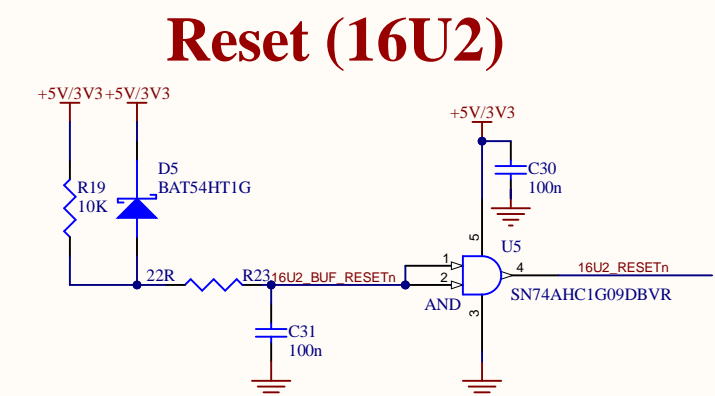 Reset (16U2)
+5V/3V3
+5V/3V3
+5V/3V3
D5
BAT54HT1G
R19
10K
C30
100n
5
U5
1
2
4
16U2_RESETn
22R
R23
16U2_BUF_RESETn
AND
SN74AHC1G09DBVR
3
C31
100n